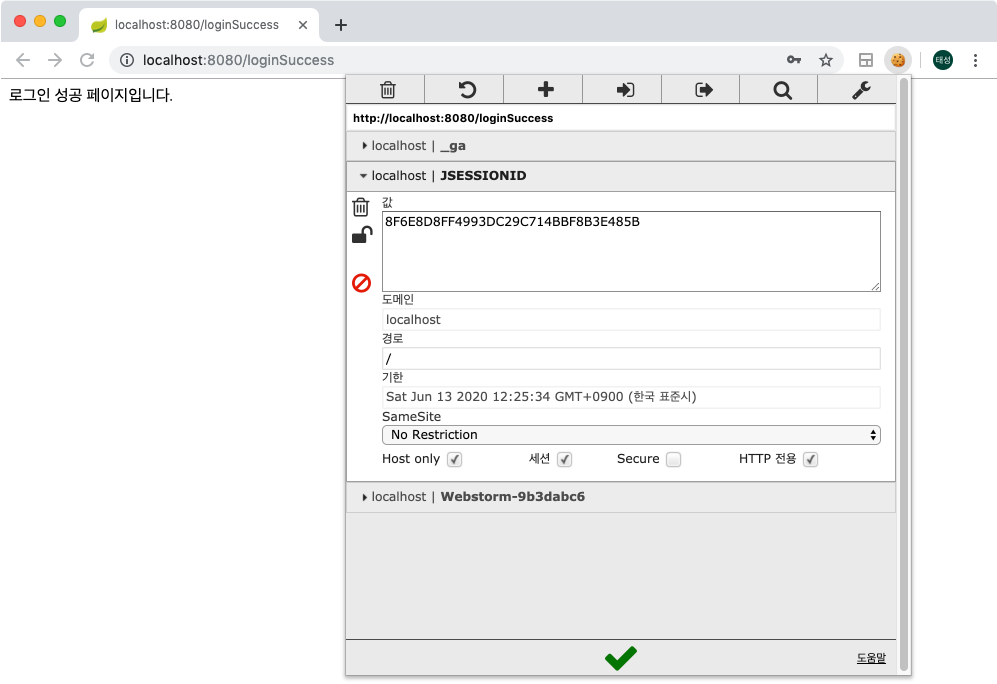 localhost:8080/loginSuccess
localhost:8080/loginSuccess
태성
로그인 성공 페이지입니다.
http://localhost:8080/loginSuccess
localhost | _ga
localhost | JSESSIONID
값
8F6E8D8FF4993DC29C714BBF8B3E485B
도메인
localhost
경로
/
기한
Sat Jun 13 2020 12:25:34 GMT+0900 (한국 표준시)
SameSite
No Restriction
Host only 세션 Secure HTTP 전용
localhost | Webstorm-9b3dabc6
도움말